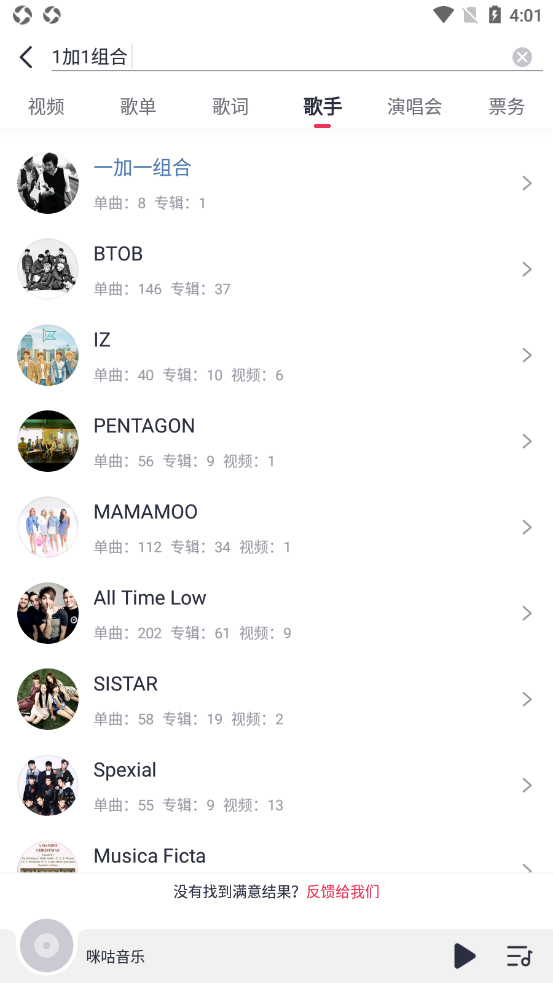 4:01
1加1组合
视频 歌单 歌词 歌手 演唱会 票务
一加一组合
单曲：8 专辑：1
BTOB
单曲：146 专辑：37
IZ
单曲：40 专辑：10 视频：6
PENTAGON
单曲：56 专辑：9 视频：1
MAMAMOO
单曲：112 专辑：34 视频：1
All Time Low
单曲：202 专辑：61 视频：9
SISTAR
单曲：58 专辑：19 视频：2
Spexial
单曲：55 专辑：9 视频：13
Musica Ficta
没有找到满意结果？反馈给我们
咪咕音乐